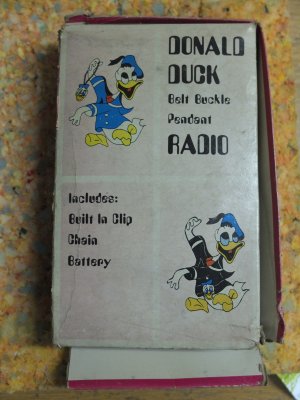 DONALD
DUCK
Belt Buckle
Pendant
RADIO
Includes:
Built In Clip
Chain
Battery